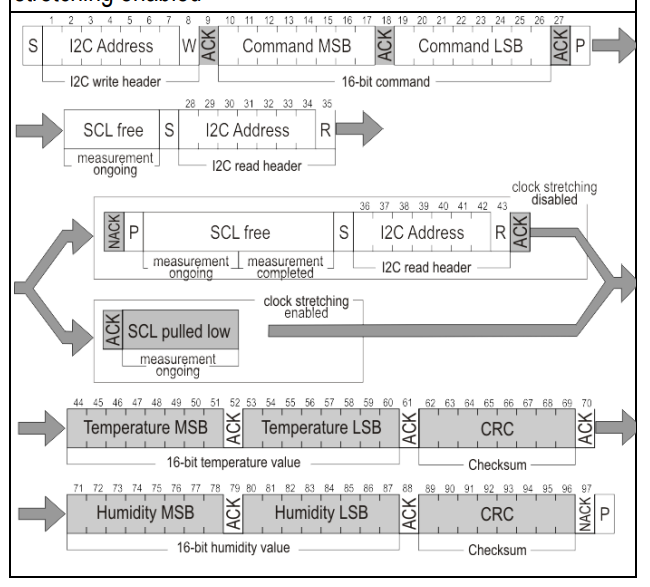 stretching enabled
1 2 3 4 5 6 7 8 9 10 11 12 13 14 15 16 17 18 19 20 21 22 23 24 25 26 27
S I2C Address W ACK Command MSB ACK Command LSB ACK P
I2C write header 16-bit command
28 29 30 31 32 33 34 35
SCL free S I2C Address R
measurement
ongoing
I2C read header
clock stretching
disabled
36 37 38 39 40 41 42 43
NACK P SCL free S I2C Address R ACK
measurement
ongoing
measurement
completed
I2C read header
clock stretching
enabled
ACK SCL pulled low
measurement
ongoing
44 45 46 47 48 49 50 51 52 53 54 55 56 57 58 59 60 61 62 63 64 65 66 67 68 69 70
Temperature MSB ACK Temperature LSB ACK CRC ACK
16-bit temperature value Checksum
71 72 73 74 75 76 77 78 79 80 81 82 83 84 85 86 87 88 89 90 91 92 93 94 95 96 97
Humidity MSB ACK Humidity LSB ACK CRC NACK P
16-bit humidity value Checksum